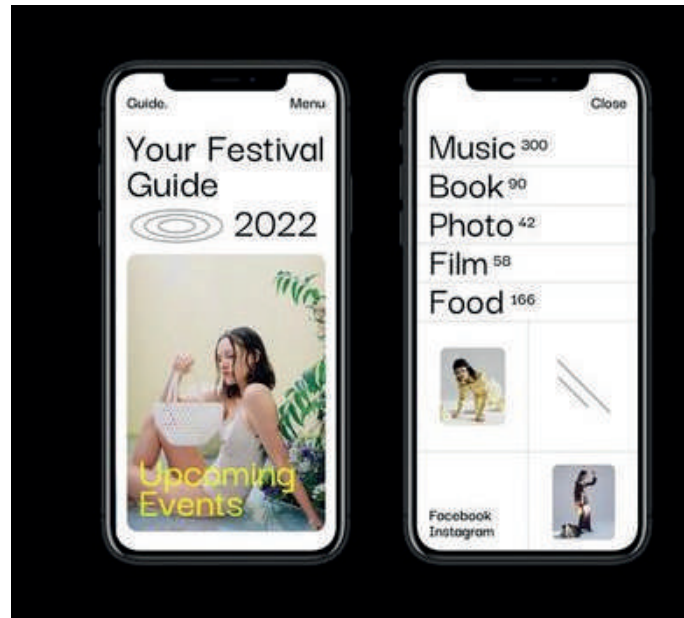 Guide.
Menu
Your Festival
Guide
2022
Upcoming
Events
Close
Music 300
Book 90
Photo 42
Film 58
Food 166
Facebook
Instagram